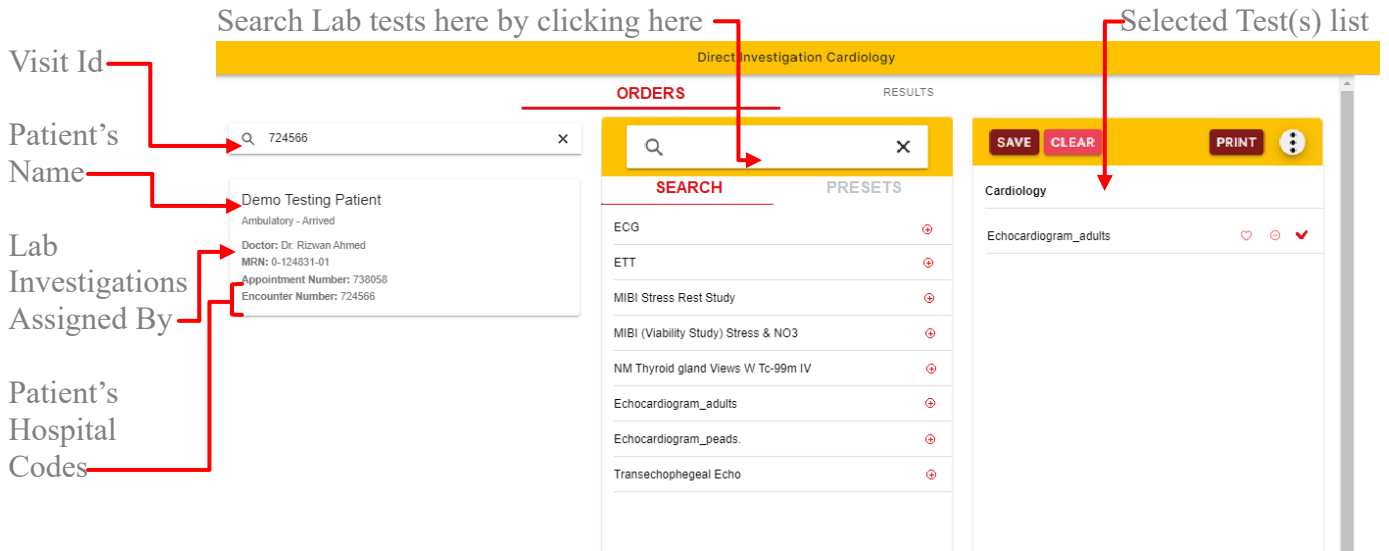 Search Lab tests here by clicking here
Selected Test(s) list
Visit Id
Patient’s
Name
Lab
Investigations
Assigned By
Patient’s
Hospital
Codes
Direct Investigation Cardiology
ORDERS
RESULTS
724566
Demo Testing Patient
Ambulatory - Arrived
Doctor: Dr. Rizwan Ahmed
MRN: 0-124831-01
Appointment Number: 738058
Encounter Number: 724566
SEARCH
PRESETS
ECG
ETT
MIBI Stress Rest Study
MIBI (Viability Study) Stress & NO3
NM Thyroid gland Views W Tc-99m IV
Echocardiogram_adults
Echocardiogram_peads.
Transechophegeal Echo
SAVE
CLEAR
PRINT
Cardiology
Echocardiogram_adults